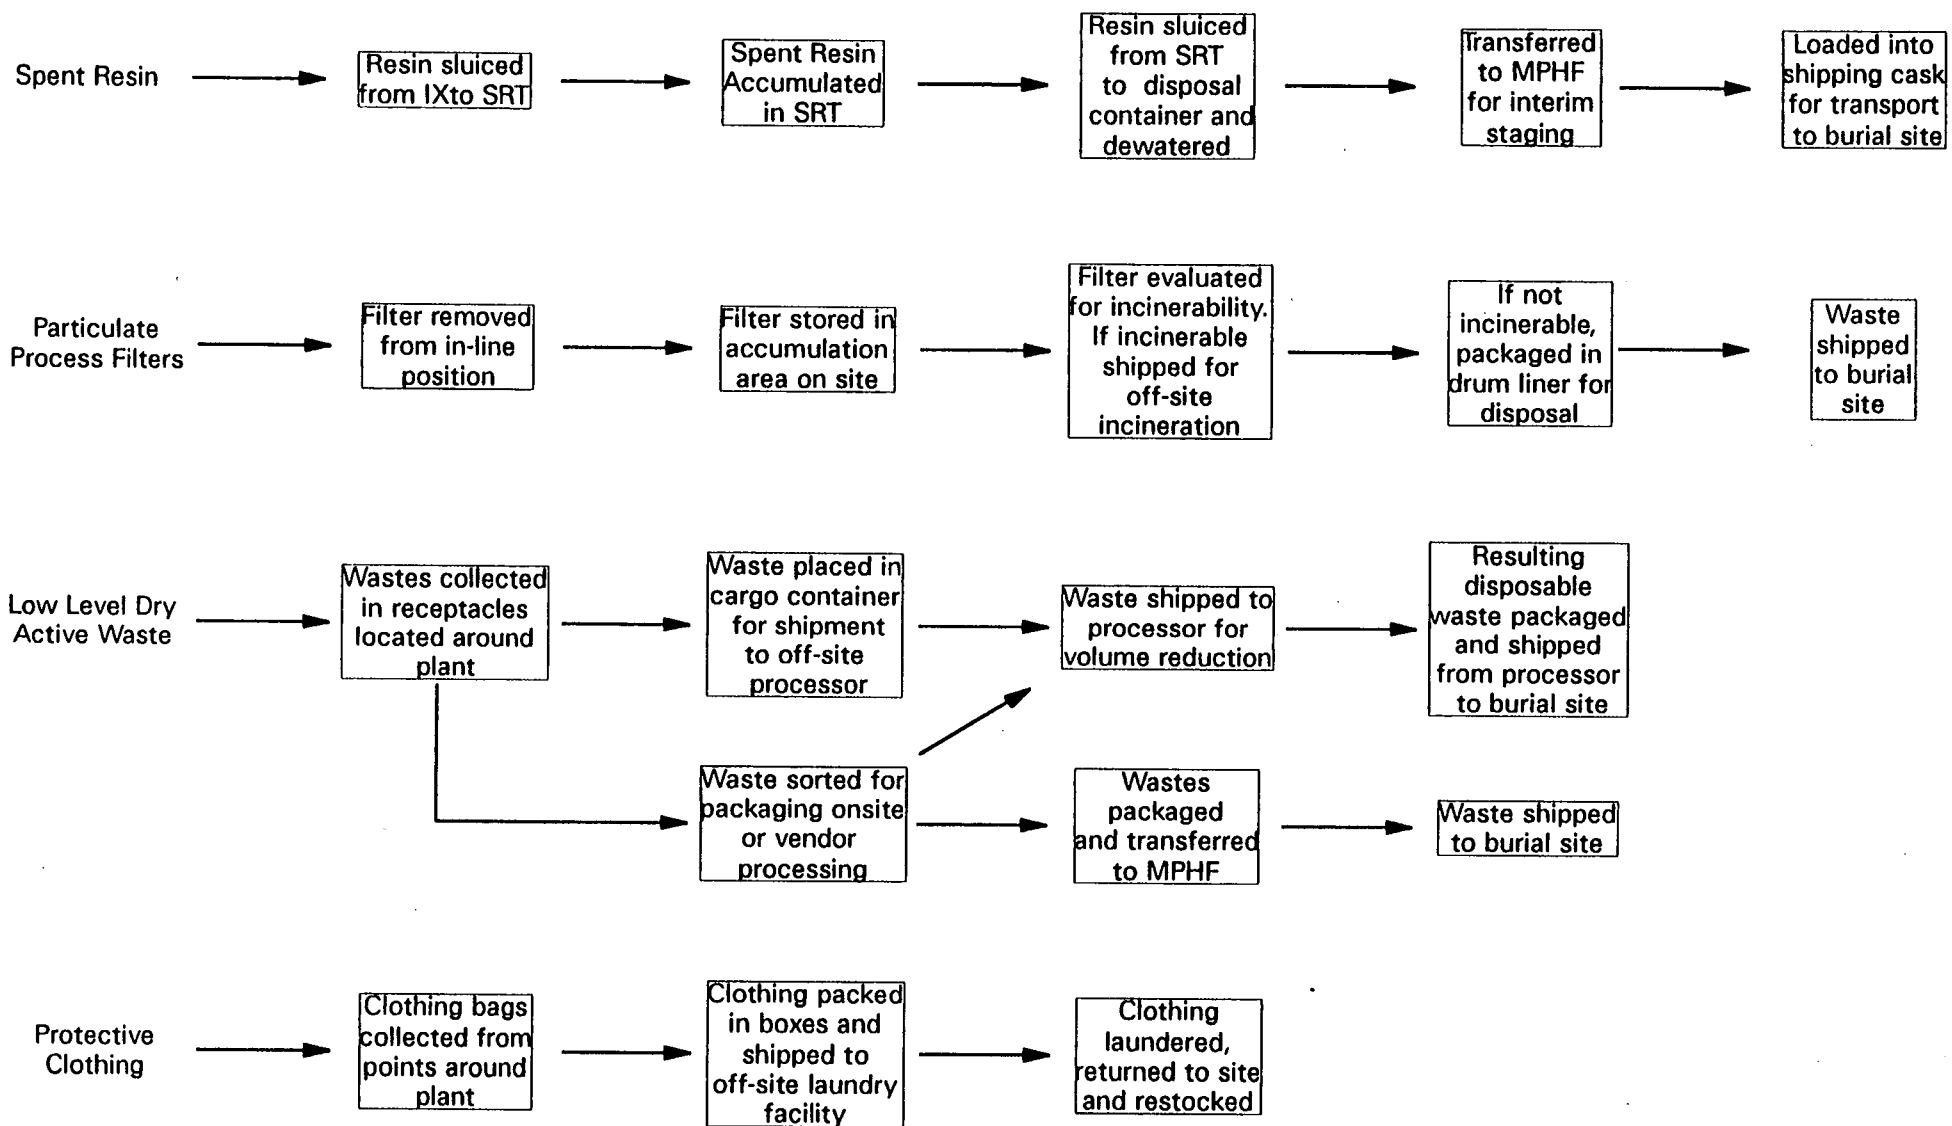 Spent Resin
Resin sluiced
from IXto SRT
Spent Resin
Accumulated
in SRT
Resin sluiced
from SRT
to disposal
container and
dewatered
Transferred
to MPHF
for interim
staging
Loaded into
shipping cask
for transport
to burial site
Particulate
Process Filters
Filter removed
from in-line
position
Filter stored in
accumulation
area on site
Filter evaluated
for incinerability.
If incinerable
shipped for
off-site
incineration
If not
incinerable,
packaged in
drum liner for
disposal
Waste
shipped
to burial
site
Low Level Dry
Active Waste
Wastes collected
in receptacles
located around
plant
Waste placed in
cargo container
for shipment
to off-site
processor
Waste shipped to
processor for
volume reduction
Resulting
disposable
waste packaged
and shipped
from processor
to burial site
Waste sorted for
packaging onsite
or vendor
processing
Wastes
packaged
and transferred
to MPHF
Waste shipped
to burial site
Protective
Clothing
Clothing bags
collected from
points around
plant
Clothing packed
in boxes and
shipped to
off-site laundry
facility
Clothing
laundered,
returned to site
and restocked